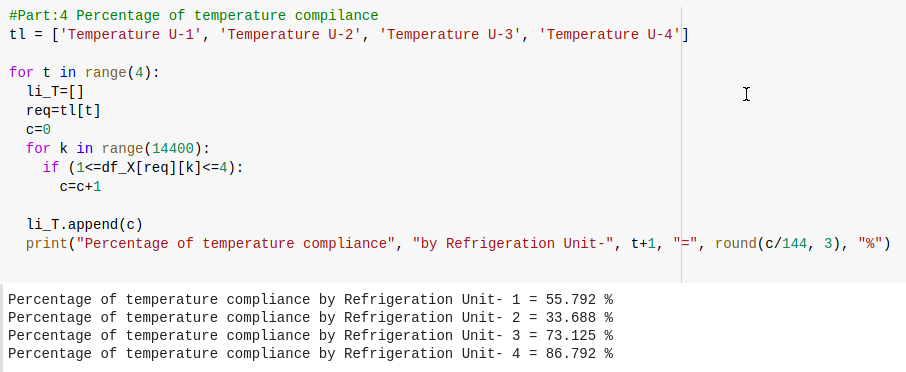 #Part:4 Percentage of temperature compilance
tl = ['Temperature U-1', 'Temperature U-2', 'Temperature U-3', 'Temperature U-4']
for t in range(4):
  li_T=[]
  req=tl[t]
  c=0
  for k in range(14400):
    if (1<=df_X[req][k]<=4):
      c=c+1
  li_T.append(c)
  print("Percentage of temperature compliance", "by Refrigeration Unit-", t+1, "=", round(c/144, 3), "%")
Percentage of temperature compliance by Refrigeration Unit- 1 = 55.792 %
Percentage of temperature compliance by Refrigeration Unit- 2 = 33.688 %
Percentage of temperature compliance by Refrigeration Unit- 3 = 73.125 %
Percentage of temperature compliance by Refrigeration Unit- 4 = 86.792 %